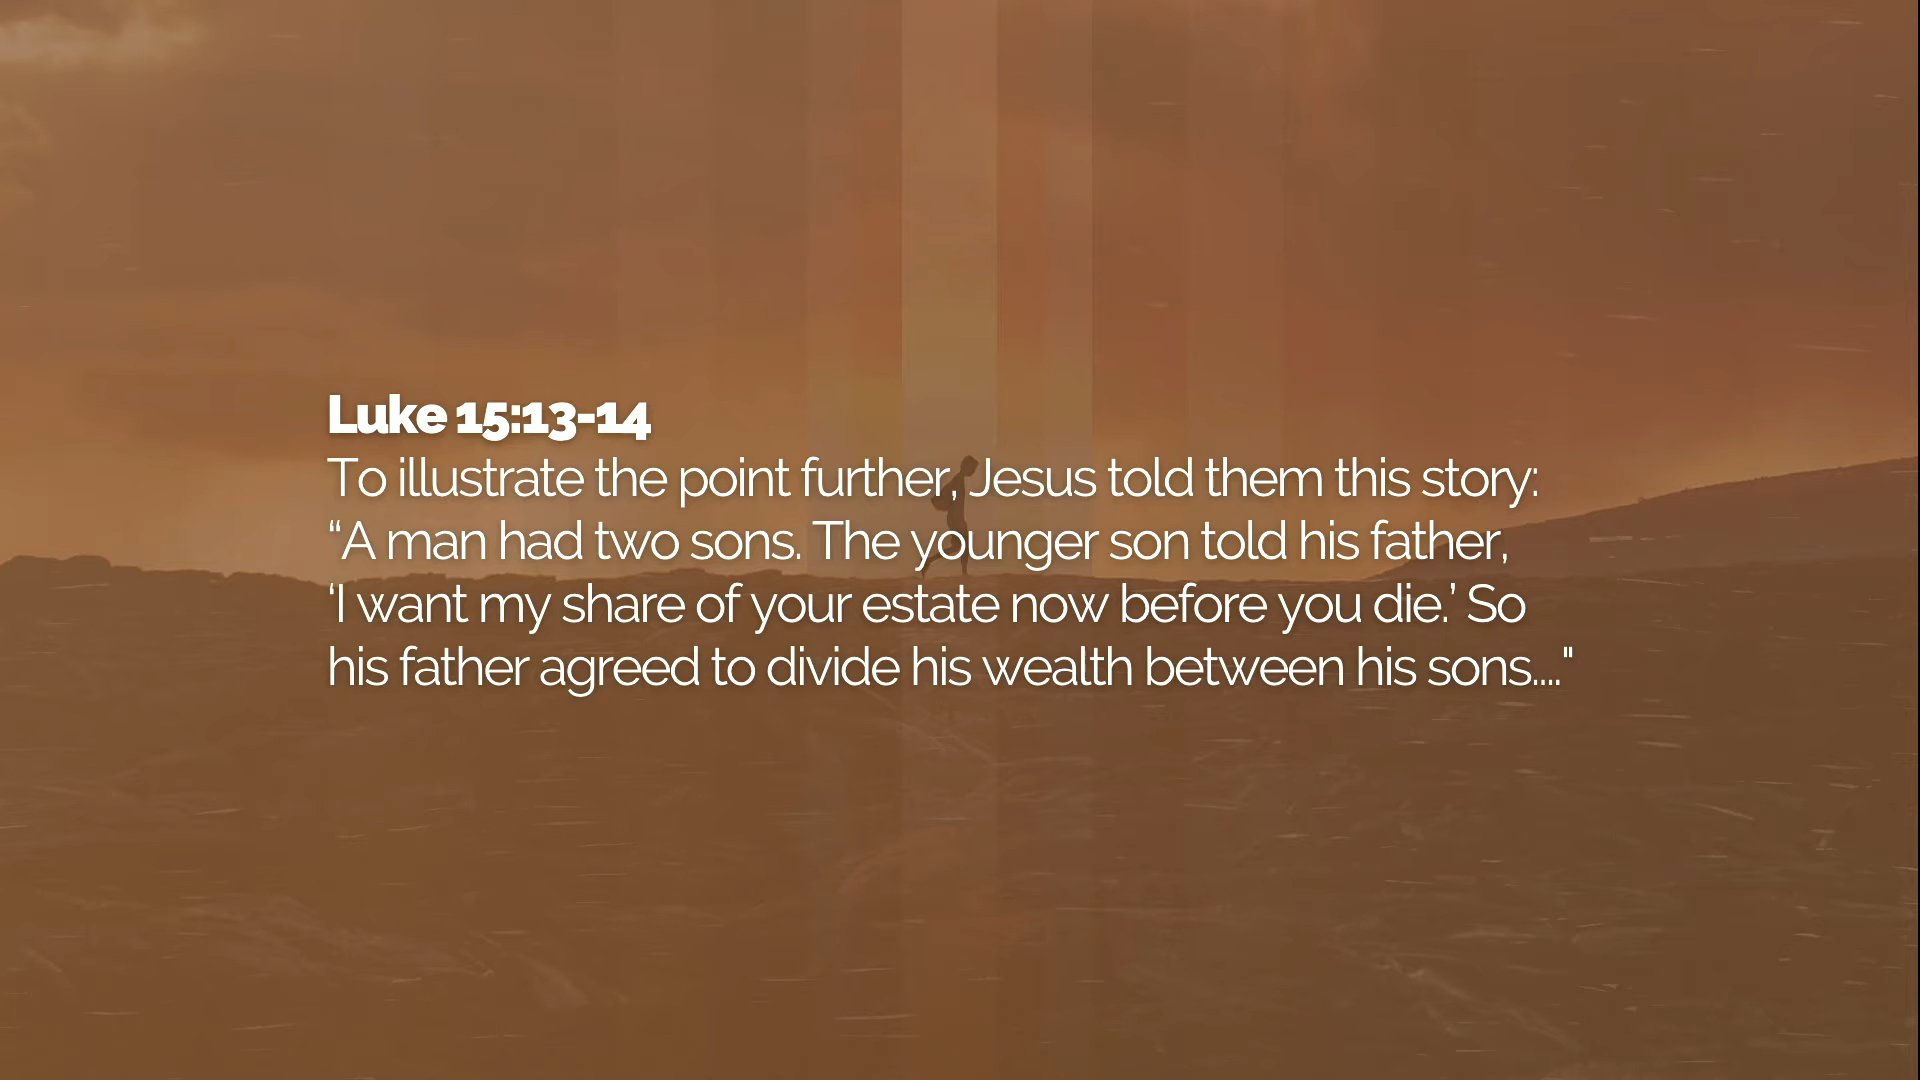 Luke 15:13-14
To illustrate the point further, Jesus told them this story:
“A man had two sons. The younger son told his father,
‘I want my share of your estate now before you die.’ So
his father agreed to divide his wealth between his sons...."